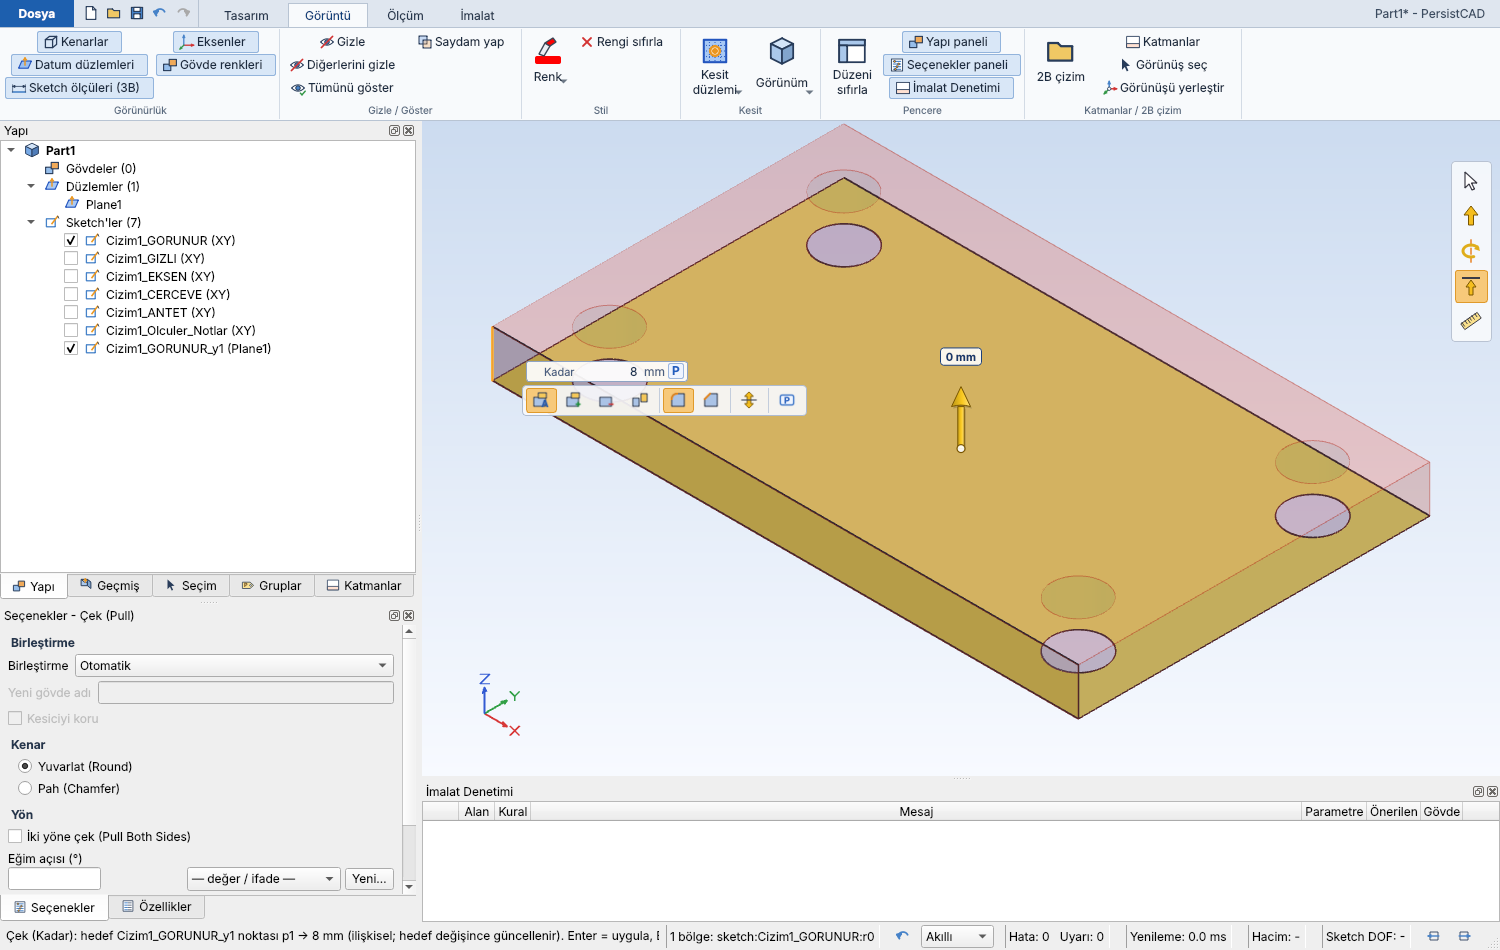 Dosya
Tasarım
Görüntü
Ölçüm
İmalat
Part1* - PersistCAD
Kenarlar
Eksenler
Datum düzlemleri
Gövde renkleri
Sketch ölçüleri (3B)
Görünürlük
Gizle
Saydam yap
Diğerlerini gizle
Tümünü göster
Gizle / Göster
Renk
Rengi sıfırla
Stil
Kesit
düzlemi
Görünüm
Kesit
Düzeni
sıfırla
Yapı paneli
Seçenekler paneli
İmalat Denetimi
Pencere
2B çizim
Katmanlar
Görünüş seç
Görünüşü yerleştir
Katmanlar / 2B çizim
Yapı
Part1
Gövdeler (0)
Düzlemler (1)
Plane1
Sketch'ler (7)
Cizim1_GORUNUR (XY)
Cizim1_GIZLI (XY)
Cizim1_EKSEN (XY)
Cizim1_CERCEVE (XY)
Cizim1_ANTET (XY)
Cizim1_Olculer_Notlar (XY)
Cizim1_GORUNUR_y1 (Plane1)
Yapı
Geçmiş
Seçim
Gruplar
Katmanlar
Seçenekler - Çek (Pull)
Birleştirme
Birleştirme
Otomatik
Yeni gövde adı
Kesiciyi koru
Kenar
Yuvarlat (Round)
Pah (Chamfer)
Yön
İki yöne çek (Pull Both Sides)
Eğim açısı (°)
— değer / ifade —
Yeni...
Seçenekler
Özellikler
0 mm
Kadar
8 mm
P
P
Z
Y
X
İmalat Denetimi
Alan
Kural
Mesaj
Parametre
Önerilen
Gövde
Çek (Kadar): hedef Cizim1_GORUNUR_y1 noktası p1 → 8 mm (ilişkisel; hedef değişince güncellenir). Enter = uygula,
1 bölge: sketch:Cizim1_GORUNUR:r0
Akıllı
Hata: 0
Uyarı: 0
Yenileme: 0.0 ms
Hacim: -
Sketch DOF: -